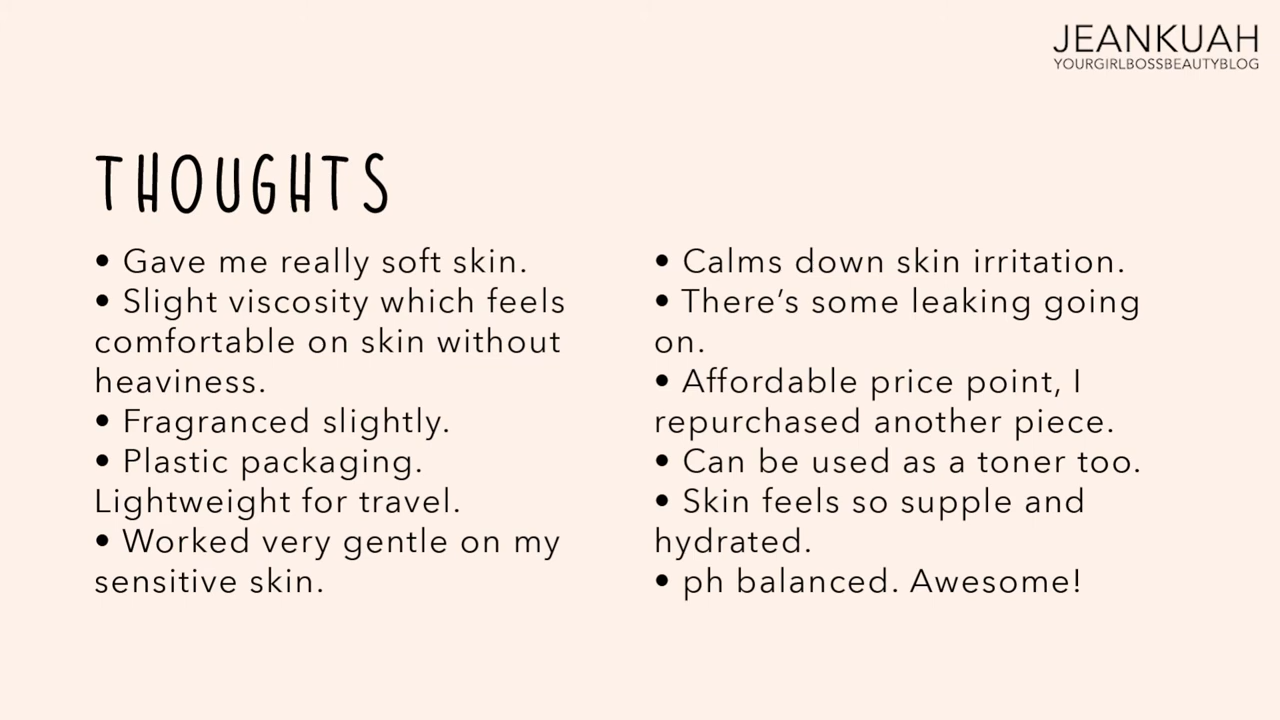 JEANKUAH
YOURGIRLBOSSBEAUTYBLOG
THOUGHTS
• Gave me really soft skin.
• Slight viscosity which feels
comfortable on skin without
heaviness.
• Fragranced slightly.
• Plastic packaging.
Lightweight for travel.
• Worked very gentle on my
sensitive skin.
• Calms down skin irritation.
• There’s some leaking going
on.
• Affordable price point, I
repurchased another piece.
• Can be used as a toner too.
• Skin feels so supple and
hydrated.
• ph balanced. Awesome!